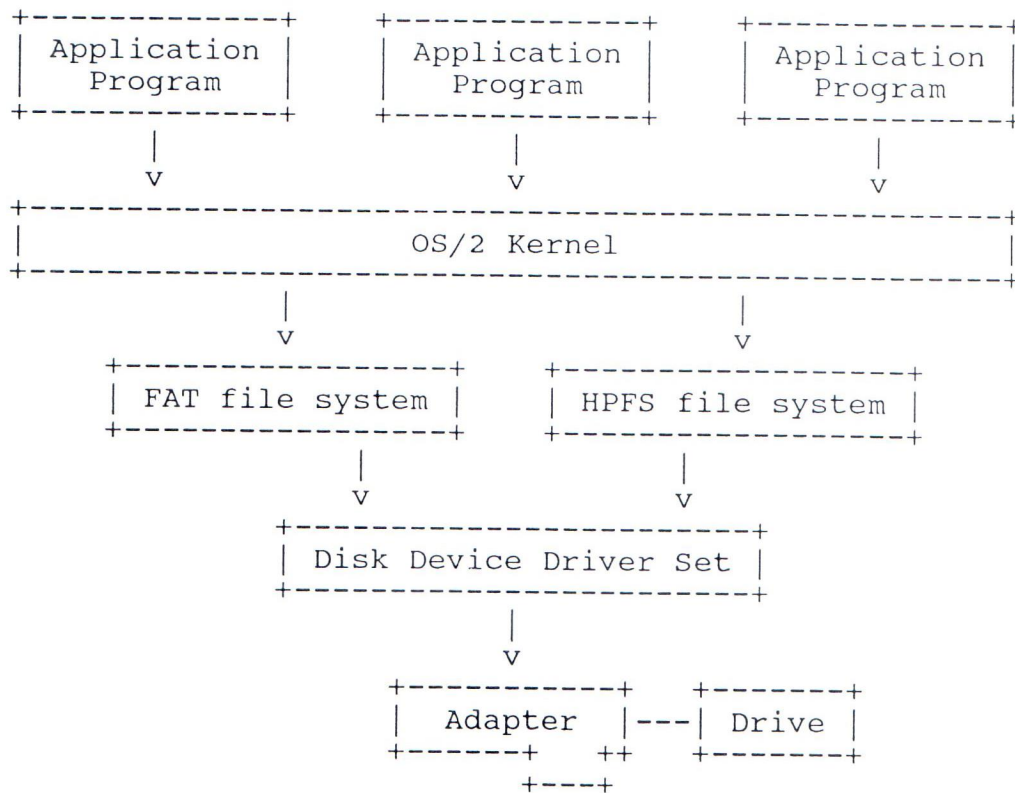 Application Application Application
Program Program Program
OS/2 Kernel
FAT file system HPFS file system
Disk Device Driver Set
Adapter Drive